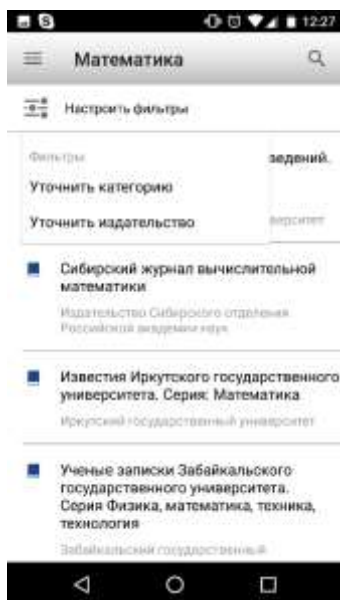 12:27
Математика
Настроить фильтры
Фильтры
ведений.
Уточнить категорию
Уточнить издательство
верситет
Сибирский журнал вычислительной
математики
Издательство Сибирского отделения
Российской академии наук
Известия Иркутского государственного
университета. Серия: Математика
Иркутский государственный университет
Ученые записки Забайкальского
государственного университета.
Серия Физика, математика, техника,
технология
Забайкальский государственный